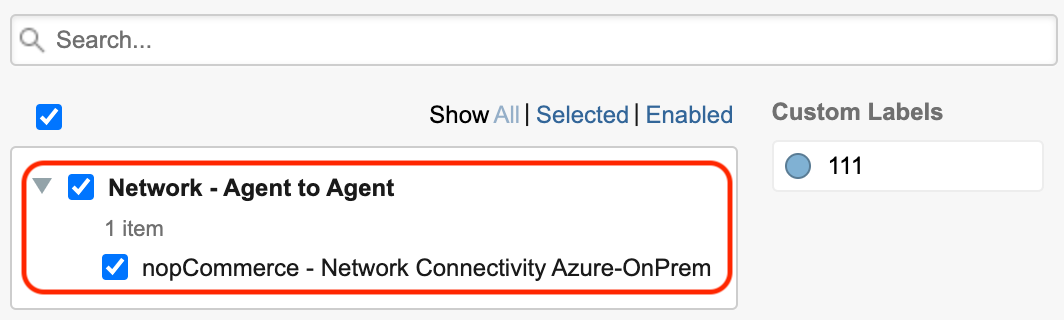 Search...
Show All | Selected | Enabled
Custom Labels
111
Network - Agent to Agent
1 item
nopCommerce - Network Connectivity Azure-OnPrem